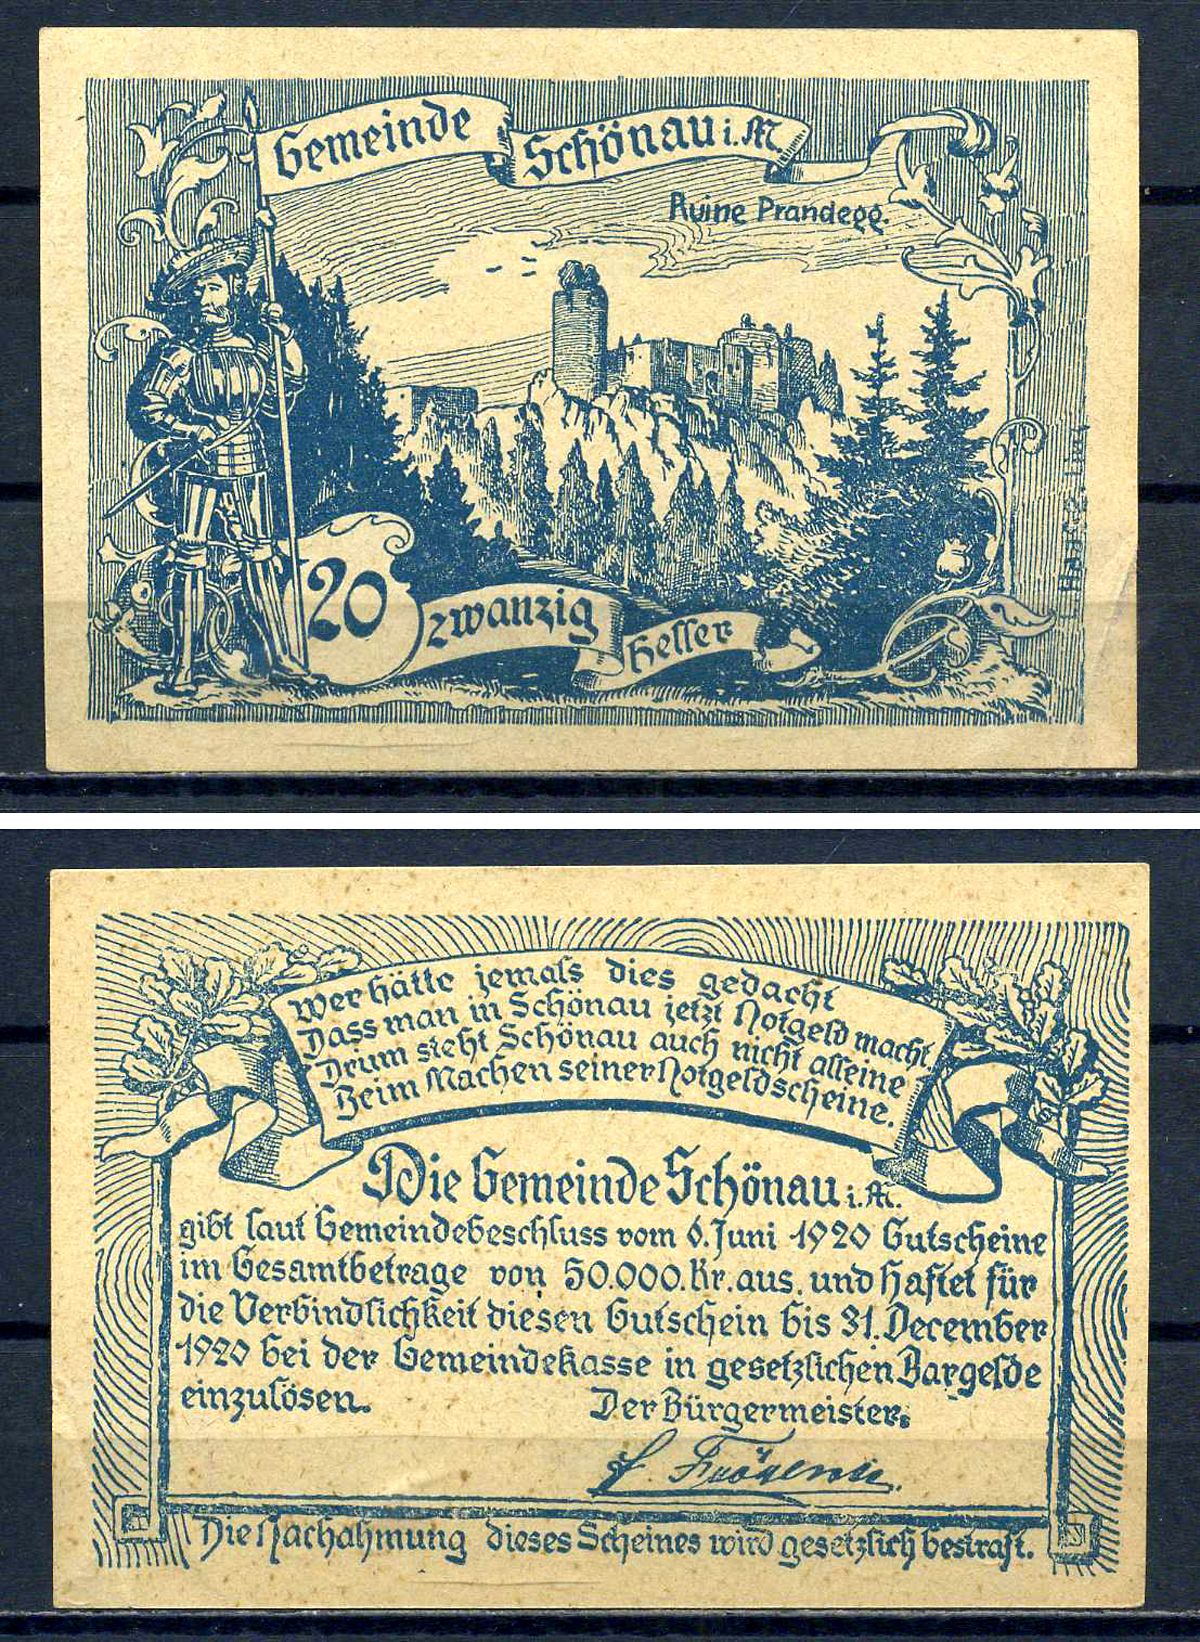 Gemeinde Schönau i. M.
Ruine Prandegg.
20
zwanzig Heller
Wer hätte jemals dies gedacht
Dass man in Schönau jetzt Notgeld macht
Drum steht Schönau auch nicht alleine
Beim Machen seiner Notgeldscheine.
Die Gemeinde Schönau i. M.
gibt laut Gemeindebeschluss vom 6. Juni 1920 Gutscheine
im Gesamtbetrage von 50.000.Kr. aus. und haftet für
die Verbindlichkeit diesen Gutschein bis 31. December
1920 bei der Gemeindekasse in gesetzlichen Bargelde
einzulösen.
Der Bürgermeister:
Die Nachahmung dieses Scheines wird gesetzlich bestraft.